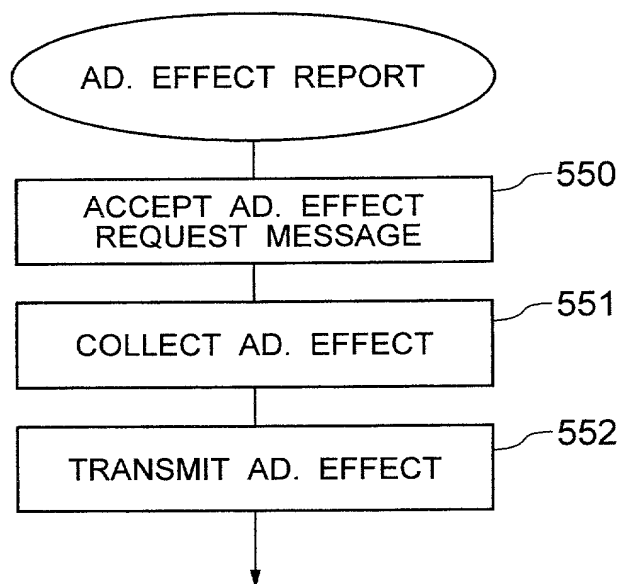 AD. EFFECT REPORT
550
ACCEPT AD. EFFECT
REQUEST MESSAGE
551
COLLECT AD. EFFECT
552
TRANSMIT AD. EFFECT